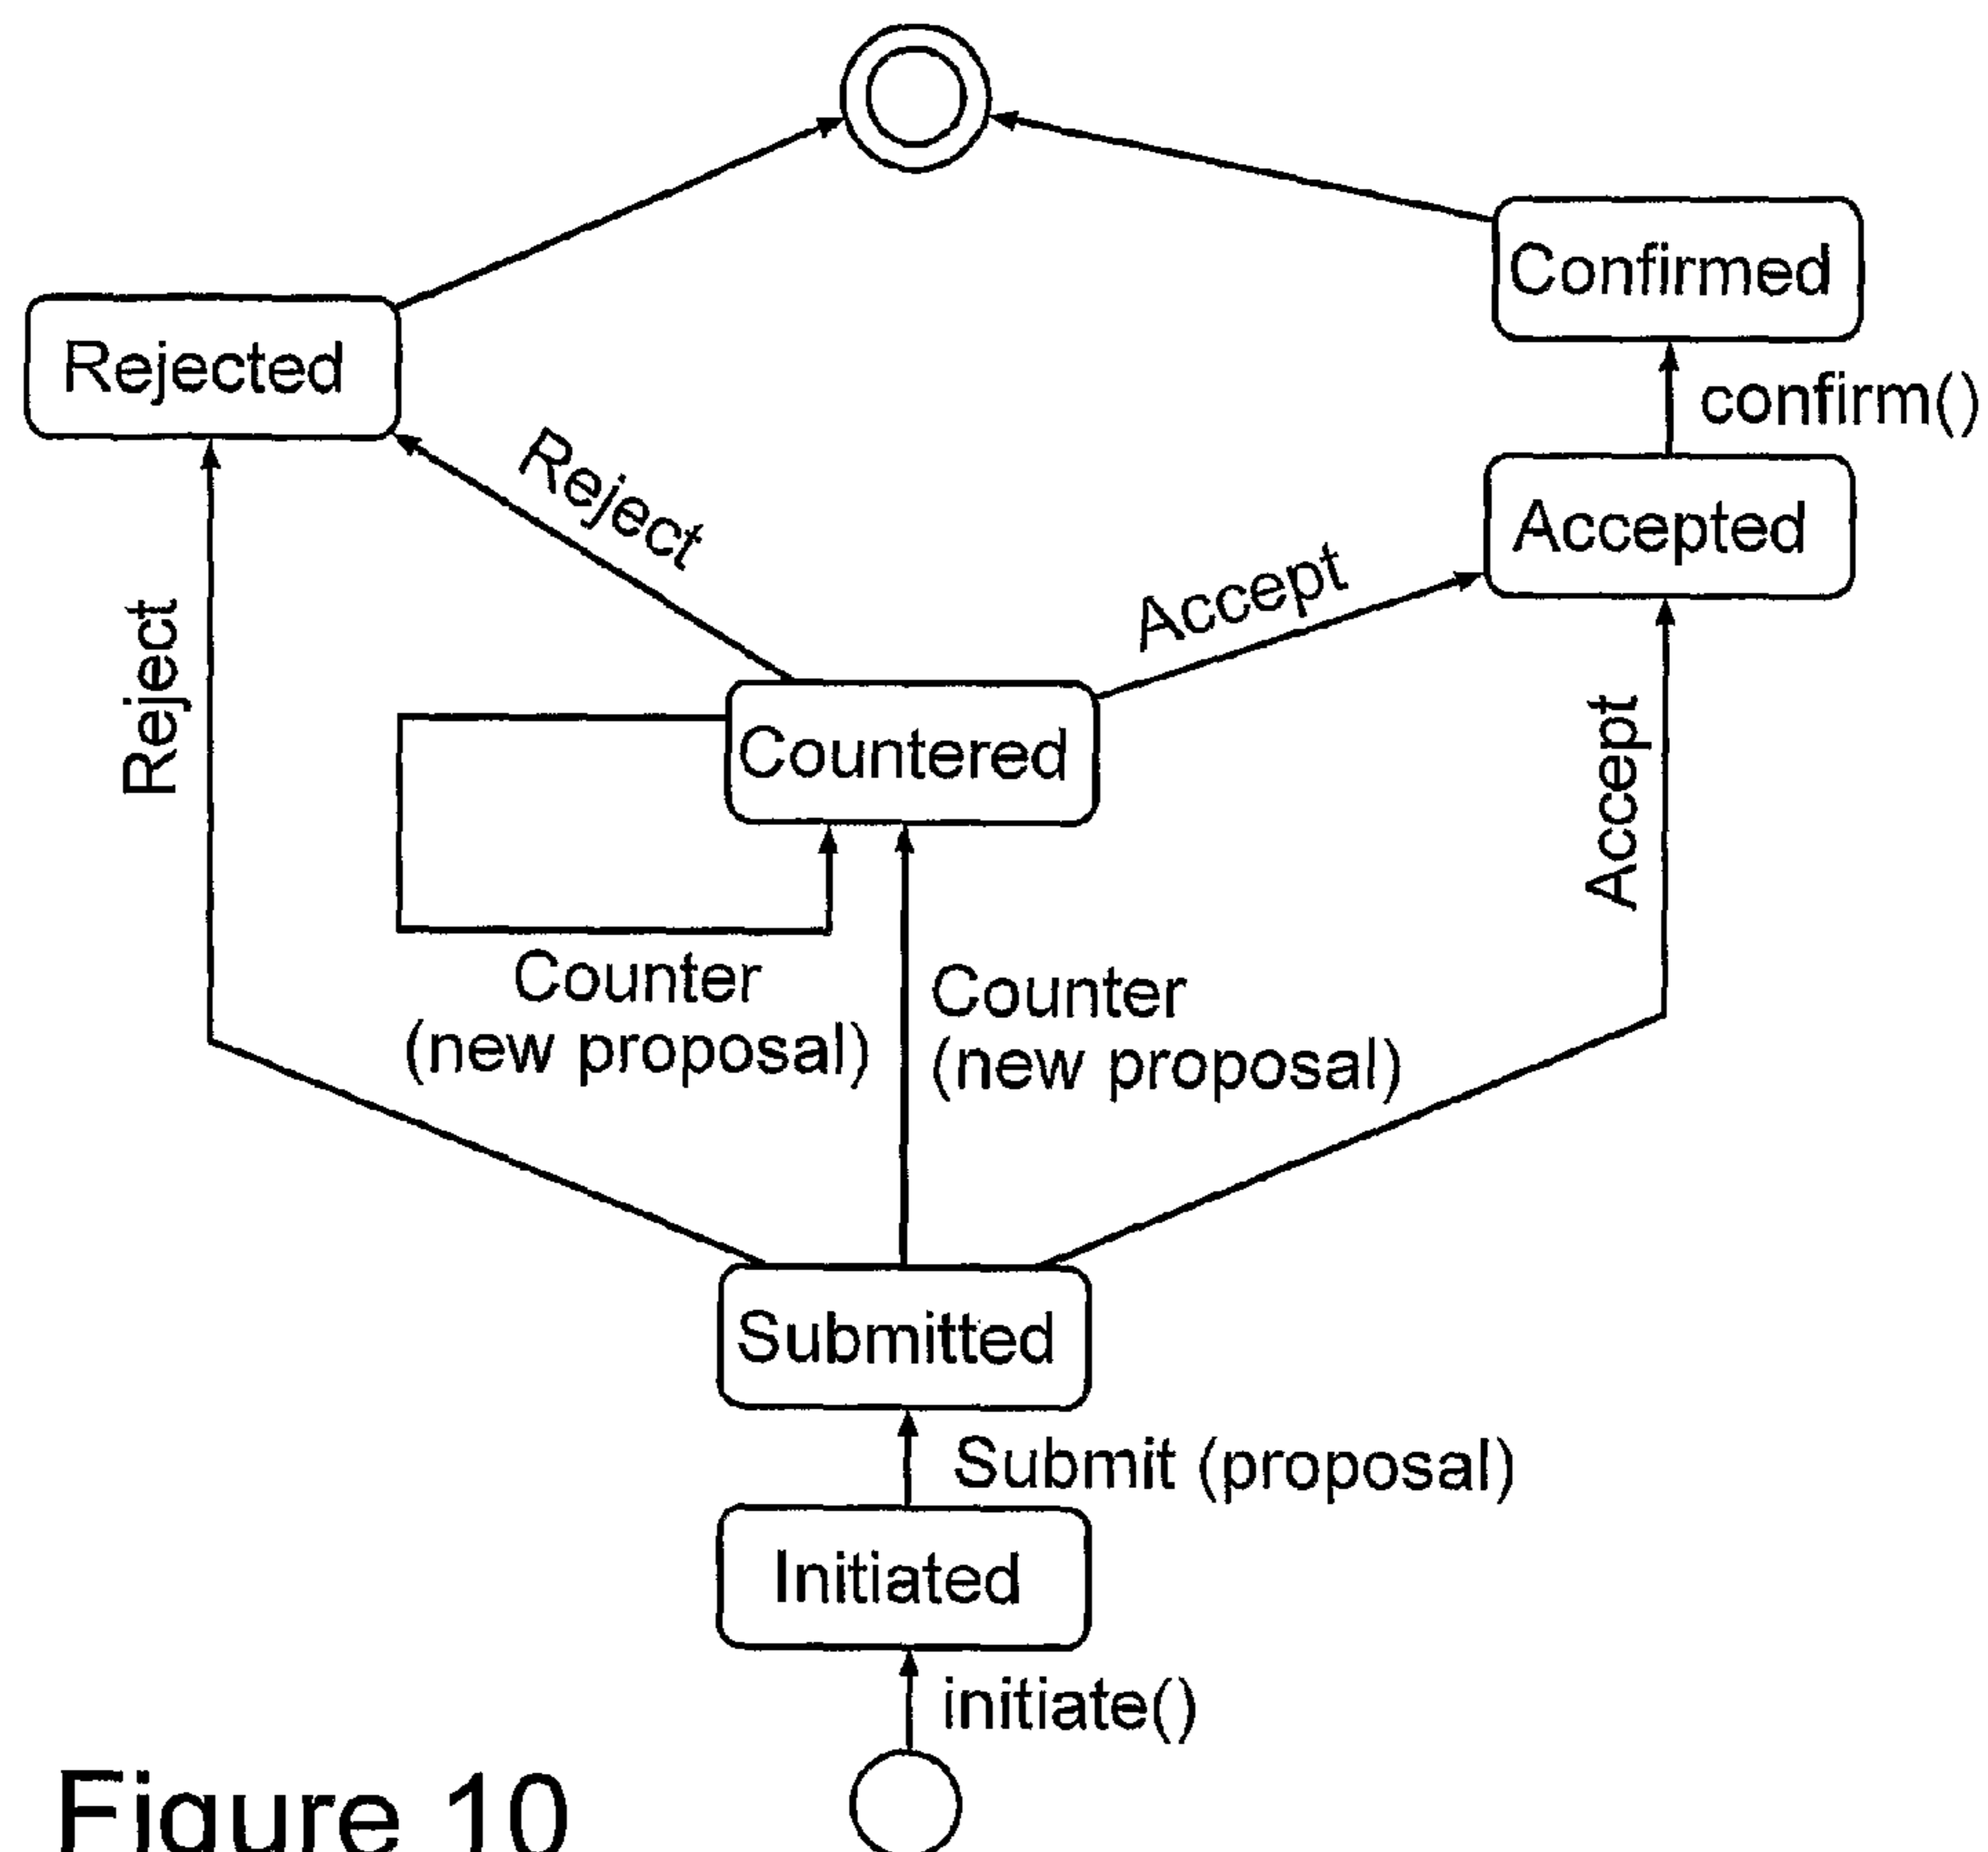 Confirmed
Rejected
confirm()
Reject
Accepted
Accept
Reject
Countered
Accept
Counter
(new proposal)
Counter
(new proposal)
Submitted
Submit (proposal)
Initiated
initiate()
Figure 10